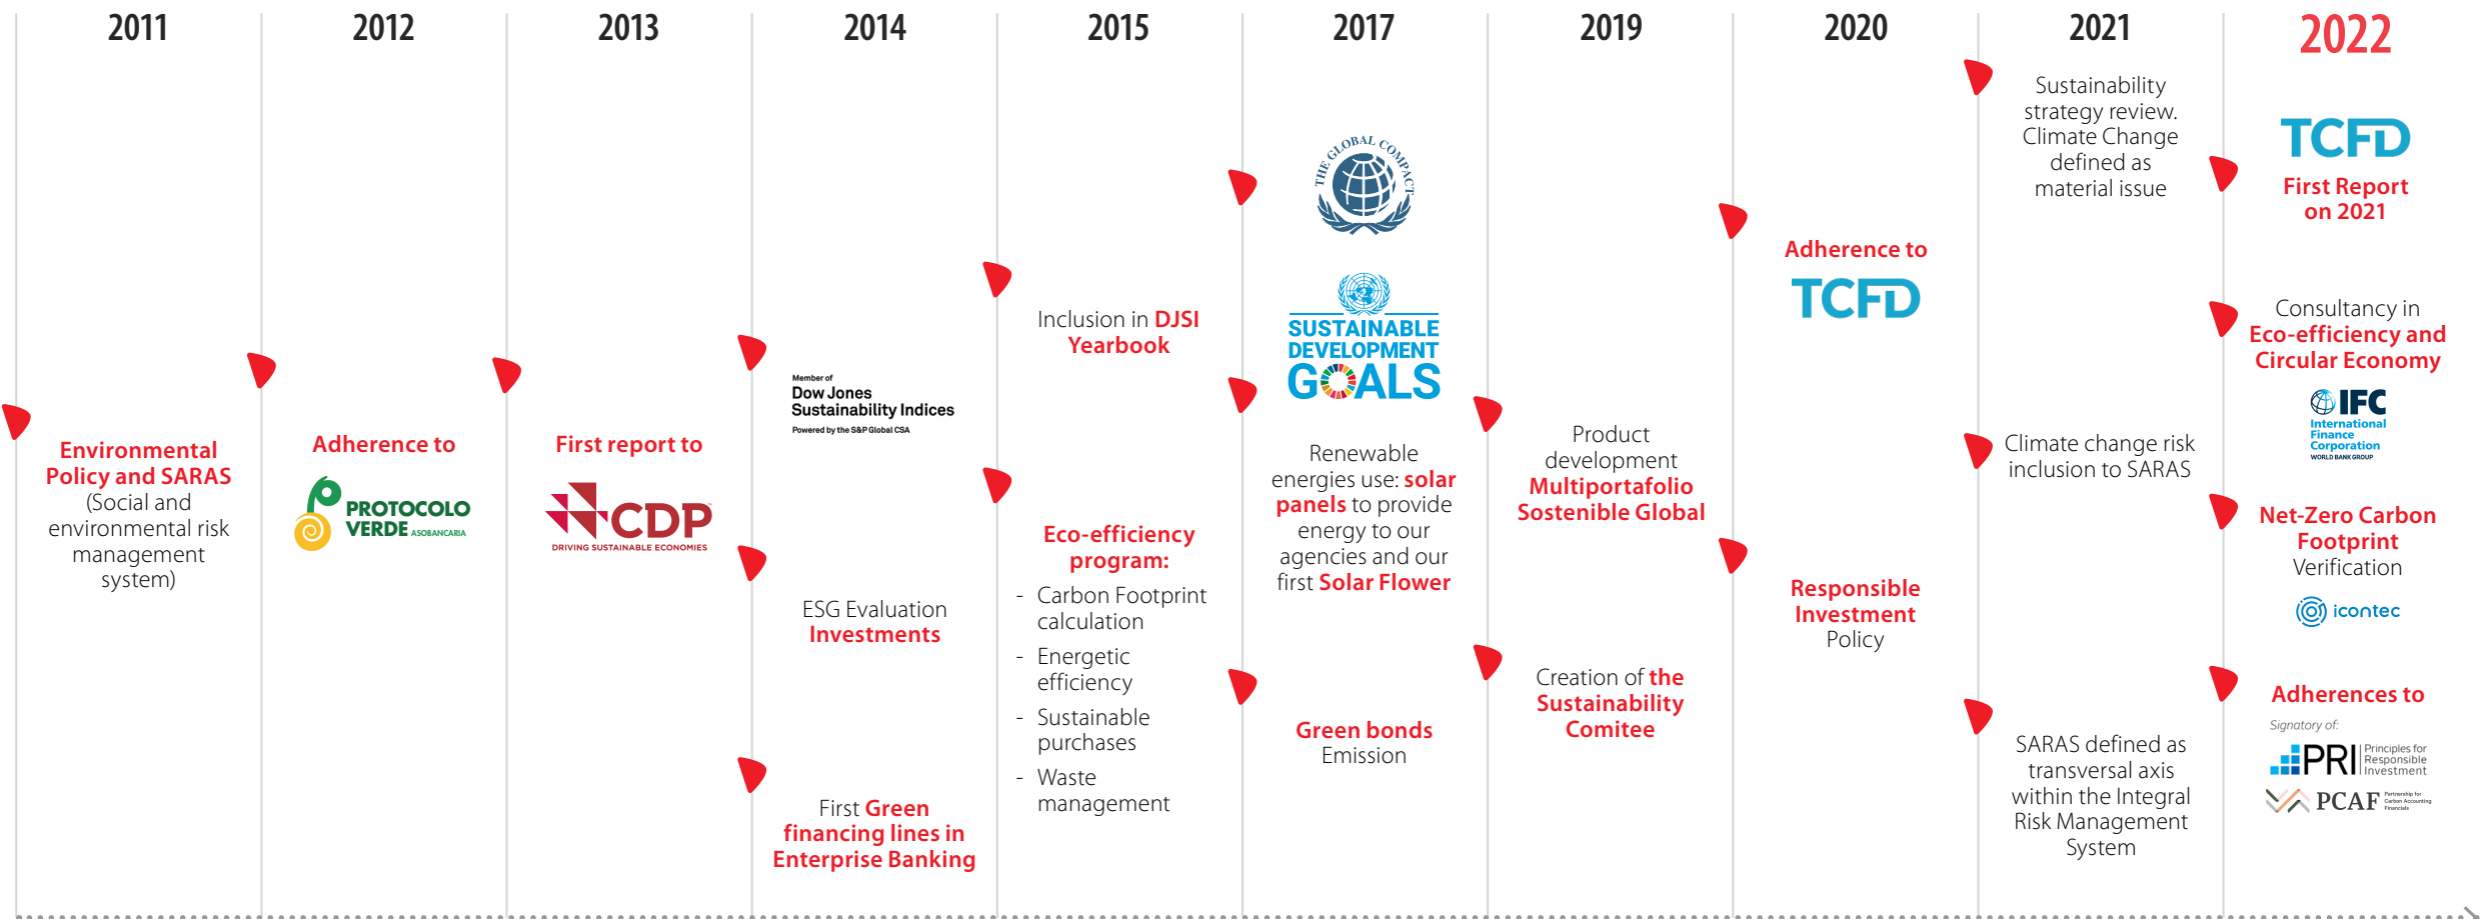 2011
Environmental
Policy and SARAS
(Social and
environmental risk
management
system)
2012
Adherence to
PROTOCOLO
VERDE ASOBANCARIA
2013
First report to
CDP
DRIVING SUSTAINABLE ECONOMIES
2014
Member of
Dow Jones
Sustainability Indices
Powered by the S&P Global CSA
ESG Evaluation
Investments
First Green
financing lines in
Enterprise Banking
2015
Inclusion in DJSI
Yearbook
Eco-efficiency
program:
- Carbon Footprint
calculation
- Energetic
efficiency
- Sustainable
purchases
- Waste
management
2017
THE GLOBAL COMPACT
SUSTAINABLE
DEVELOPMENT
GOALS
Renewable
energies use: solar
panels to provide
energy to our
agencies and our
first Solar Flower
Green bonds
Emission
2019
Product
development
Multiportafolio
Sostenible Global
Creation of the
Sustainability
Comitee
2020
Adherence to
TCFD
Responsible
Investment
Policy
2021
Sustainability
strategy review.
Climate Change
defined as
material issue
Climate change risk
inclusion to SARAS
SARAS defined as
transversal axis
within the Integral
Risk Management
System
2022
TCFD
First Report
on 2021
Consultancy in
Eco-efficiency and
Circular Economy
IFC
International
Finance
Corporation
WORLD BANK GROUP
Net-Zero Carbon
Footprint
Verification
icontec
Adherences to
Signatory of:
PRI Principles for
Responsible
Investment
PCAF Partnership for
Carbon Accounting
Financials